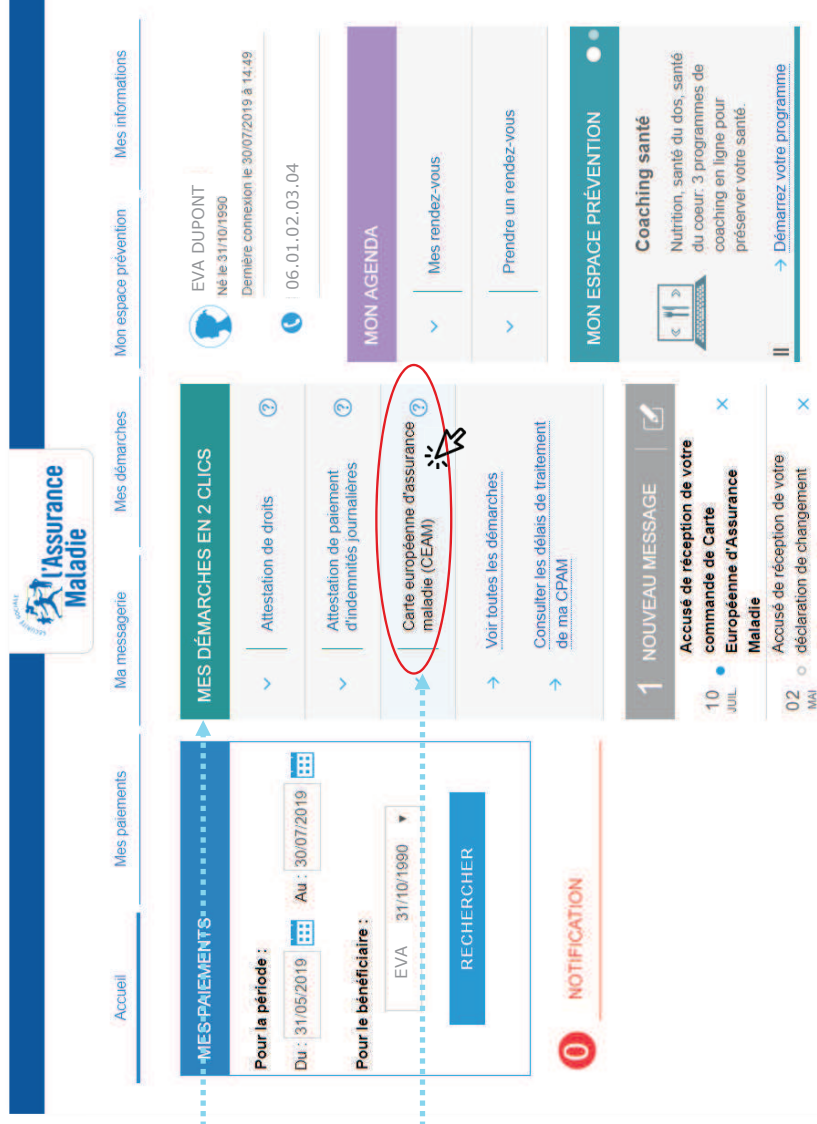 SÉCURITÉ SOCIALE
l'Assurance
Maladie
Accueil
Mes paiements
Ma messagerie
Mes démarches
Mon espace prévention
Mes informations
MES PAIEMENTS
Pour la période :
Du : 31/05/2019 Au : 30/07/2019
Pour le bénéficiaire :
EVA 31/10/1990
RECHERCHER
0 NOTIFICATION
MES DÉMARCHES EN 2 CLICS
Attestation de droits ?
Attestation de paiement
d'indemnités journalières ?
Carte européenne d'assurance
maladie (CEAM) ?
→ Voir toutes les démarches
→ Consulter les délais de traitement
de ma CPAM
1 NOUVEAU MESSAGE
10
JUIL.
Accusé de réception de votre
commande de Carte
Européenne d'Assurance
Maladie
02
MAI
Accusé de réception de votre
déclaration de changement
EVA DUPONT
Né le 31/10/1990
Dernière connexion le 30/07/2019 à 14:49
06.01.02.03.04
MON AGENDA
Mes rendez-vous
Prendre un rendez-vous
MON ESPACE PRÉVENTION
Coaching santé
Nutrition, santé du dos, santé
du coeur: 3 programmes de
coaching en ligne pour
préserver votre santé.
→ Démarrez votre programme